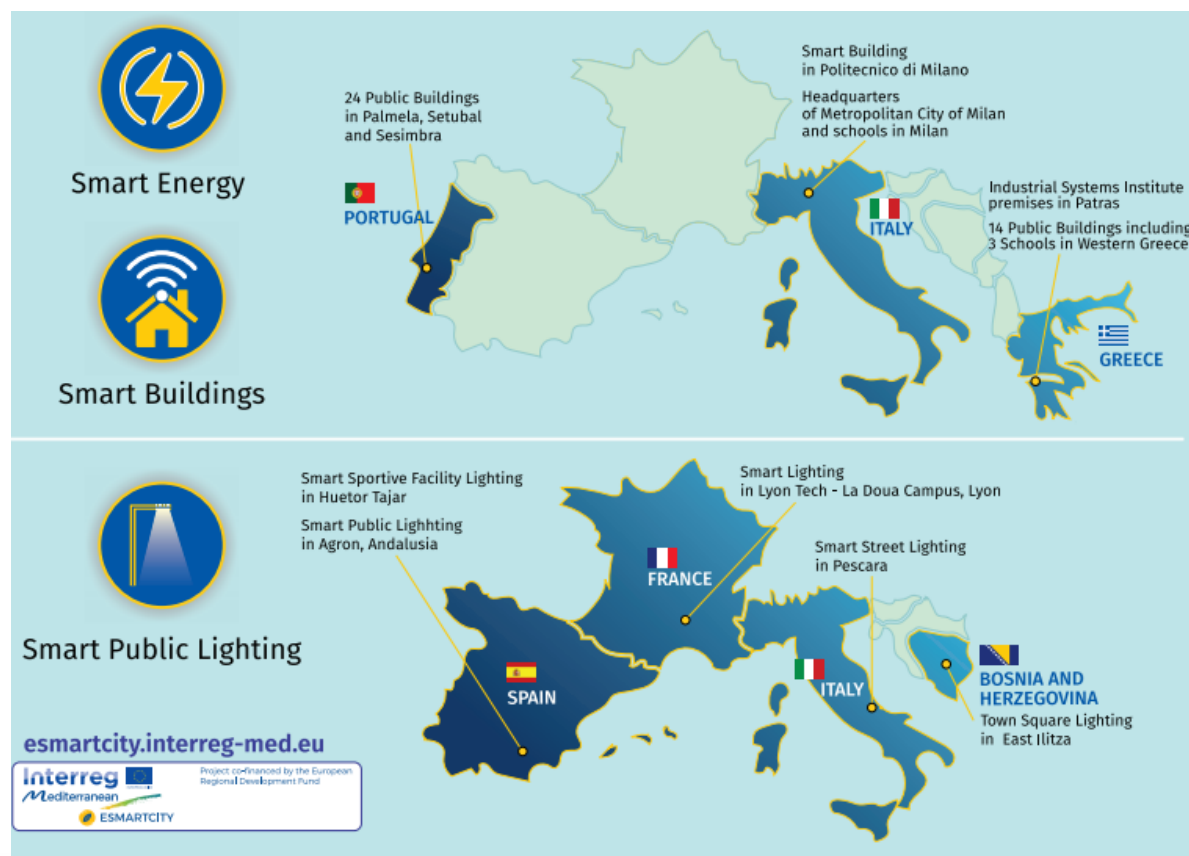 Smart Energy
Smart Buildings
24 Public Buildings
in Palmela, Setubal
and Sesimbra
PORTUGAL
Smart Building
in Politecnico di Milano
Headquarters
of Metropolitan City of Milan
and schools in Milan
ITALY
Industrial Systems Institute
premises in Patras
14 Public Buildings including
3 Schools in Western Greece
GREECE
Smart Public Lighting
Smart Sportive Facility Lighting
in Huetor Tajar
Smart Public Lighhting
in Agron, Andalusia
SPAIN
FRANCE
Smart Lighting
in Lyon Tech - La Doua Campus, Lyon
Smart Street Lighting
in Pescara
ITALY
BOSNIA AND
HERZEGOVINA
Town Square Lighting
in East Ilitza
esmartcity.interreg-med.eu
Interreg
Mediterranean
ESMARTCITY
Project co-financed by the European
Regional Development Fund